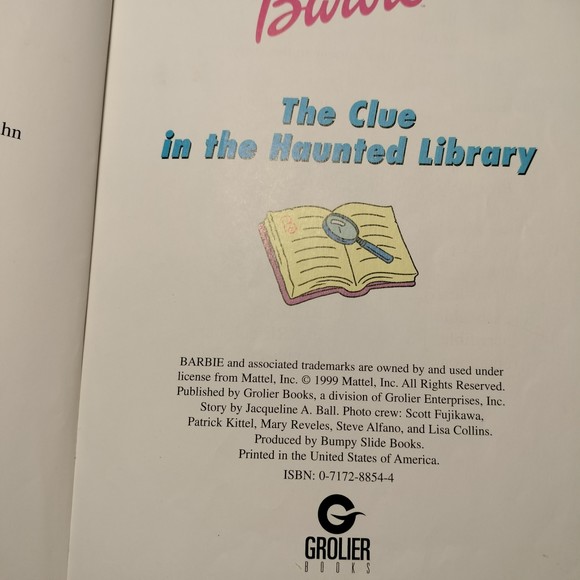 hn
Barbie
The Clue
in the Haunted Library
BARBIE and associated trademarks are owned by and used under
license from Mattel, Inc. © 1999 Mattel, Inc. All Rights Reserved.
Published by Grolier Books, a division of Grolier Enterprises, Inc.
Story by Jacqueline A. Ball. Photo crew: Scott Fujikawa,
Patrick Kittel, Mary Reveles, Steve Alfano, and Lisa Collins.
Produced by Bumpy Slide Books.
Printed in the United States of America.
ISBN: 0-7172-8854-4
GROLIER
BOOKS